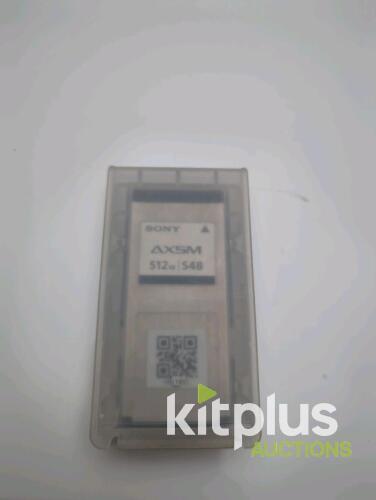 SONY
AXSM
512GB S48
kitplus
AUCTIONS